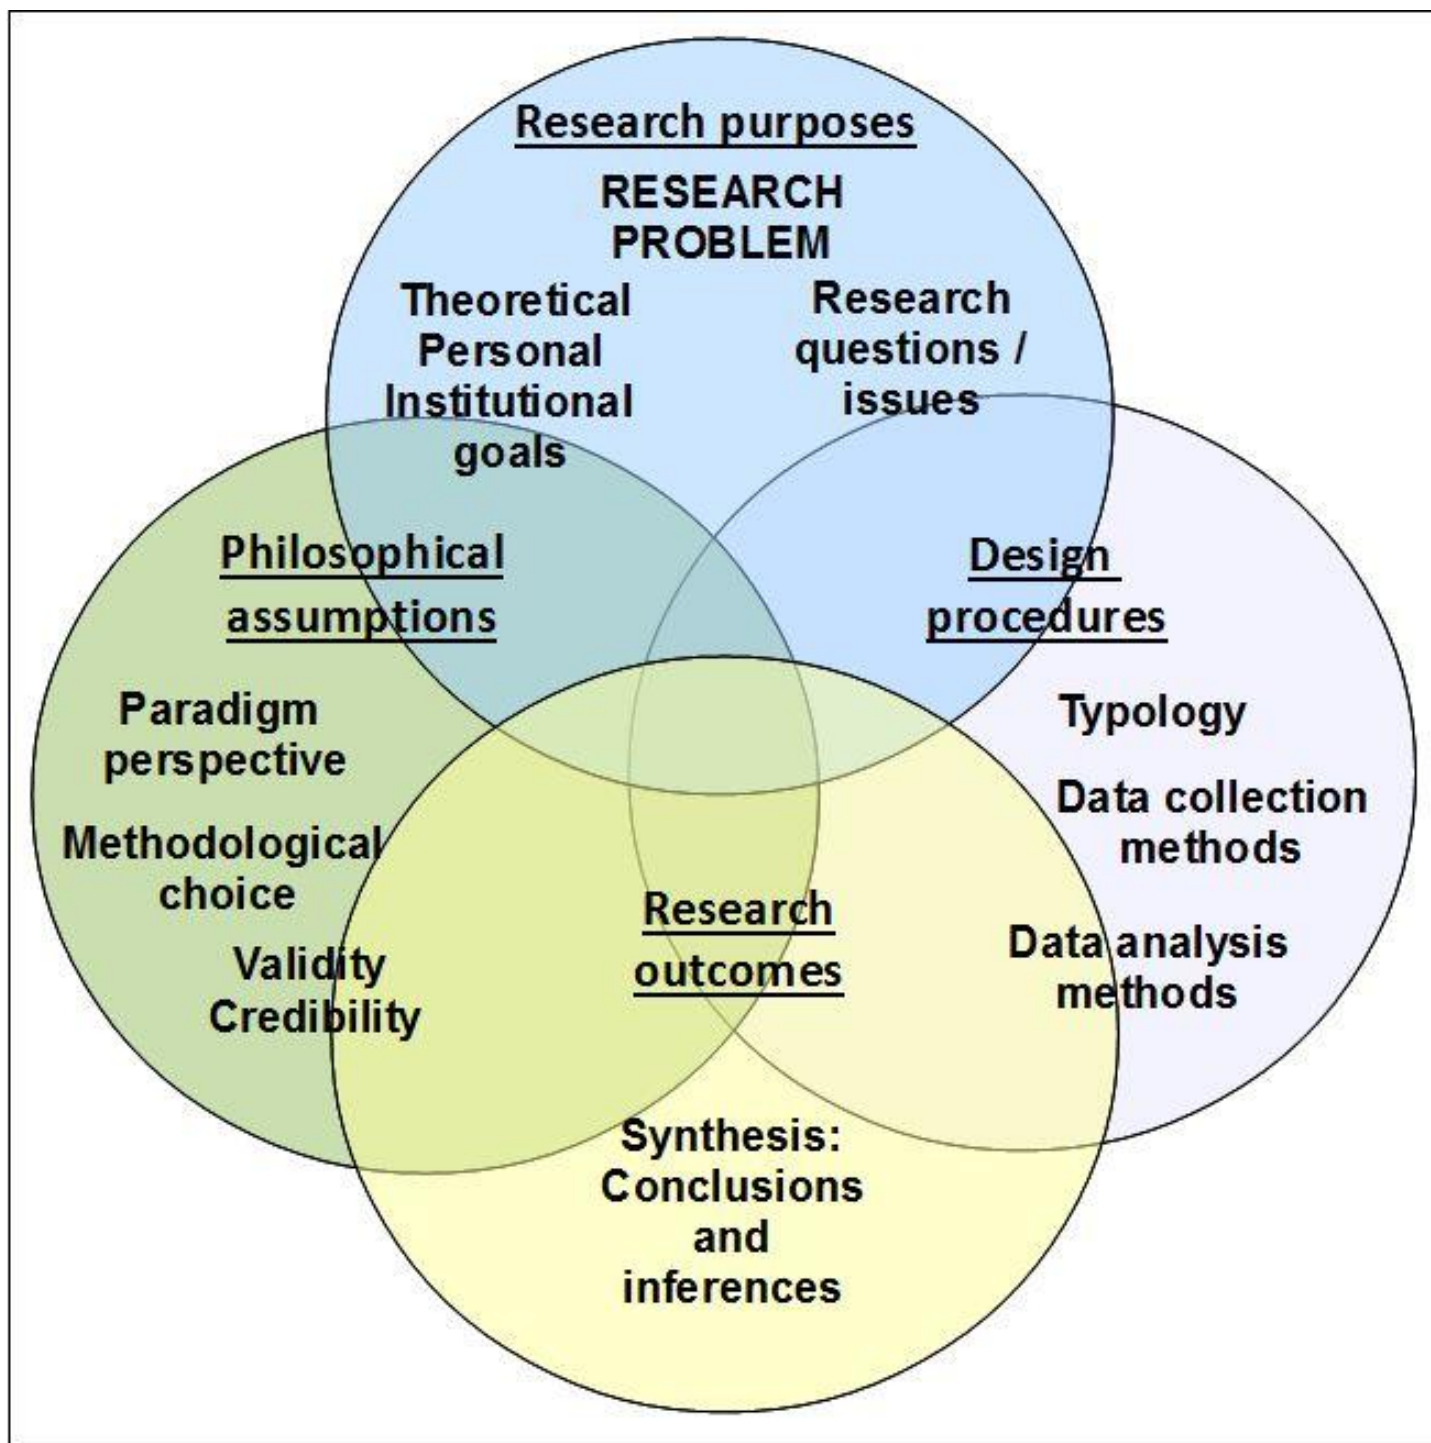 Research purposes
RESEARCH
PROBLEM
Theoretical
Personal
Institutional
goals
Research
questions /
issues
Philosophical
assumptions
Paradigm
perspective
Methodological
choice
Validity
Credibility
Design
procedures
Typology
Data collection
methods
Data analysis
methods
Research
outcomes
Synthesis:
Conclusions
and
inferences